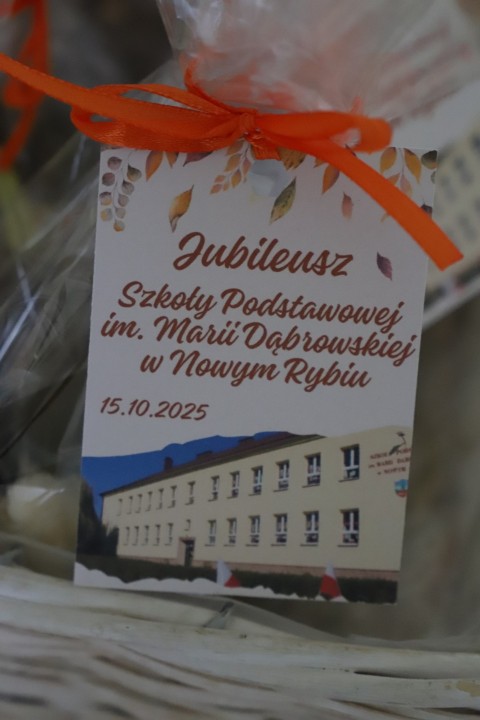 Jubileusz
Szkoły Podstawowej
im. Marii Dąbrowskiej
w Nowym Rybiu
15.10.2025